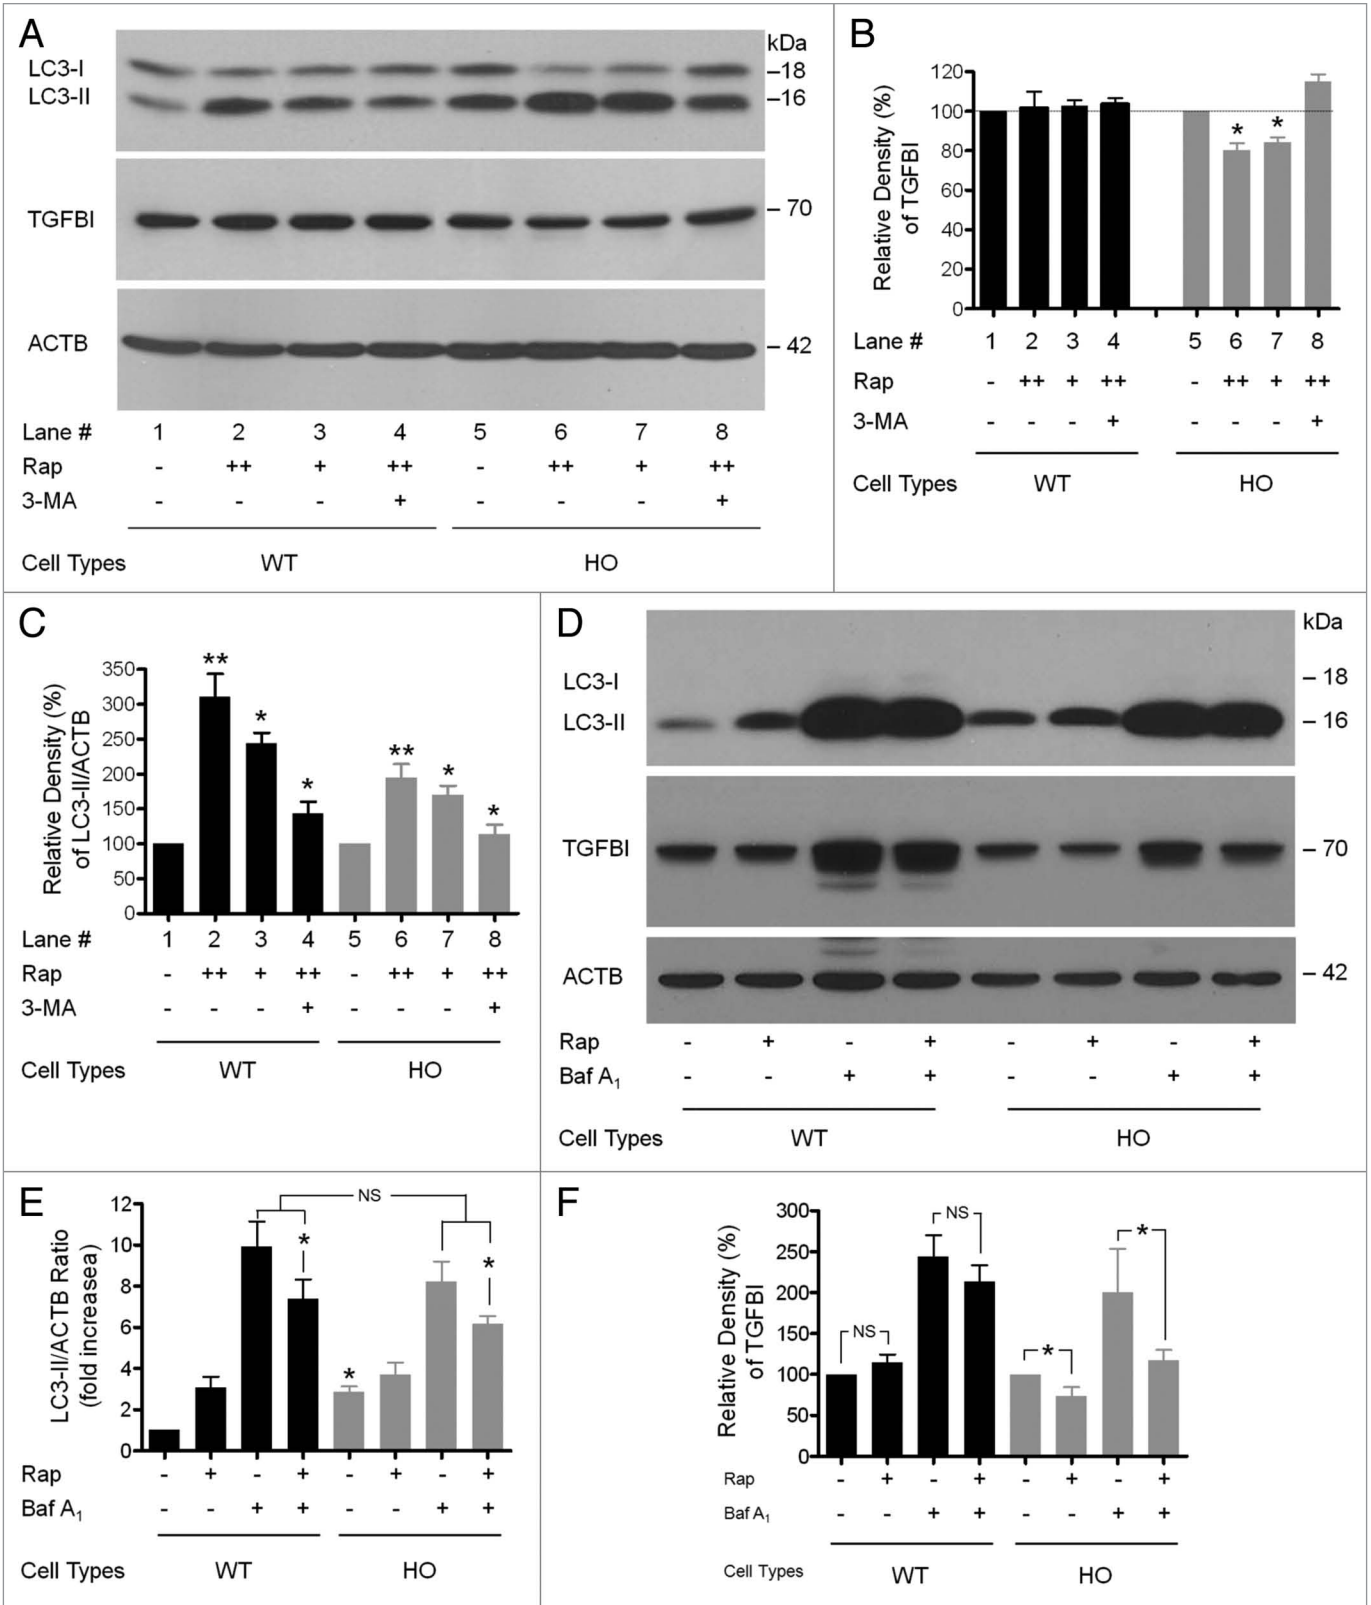 A
kDa
LC3-I
–18
LC3-II
–16
TGFBI
– 70
ACTB
– 42
Lane # 1 2 3 4 5 6 7 8
Rap - ++ + ++ - ++ + ++
3-MA - - - + - - - +
Cell Types WT HO
B
Relative Density (%)
of TGFBI
120
100
80
60
40
20
0
* *
Lane # 1 2 3 4 5 6 7 8
Rap - ++ + ++ - ++ + ++
3-MA - - - + - - - +
Cell Types WT HO
C
Relative Density (%)
of LC3-II/ACTB
350
300
250
200
150
100
50
0
** * * ** * *
Lane # 1 2 3 4 5 6 7 8
Rap - ++ + ++ - ++ + ++
3-MA - - - + - - - +
Cell Types WT HO
D
kDa
LC3-I
– 18
LC3-II
– 16
TGFBI
– 70
ACTB
– 42
Rap - + - + - + - +
Baf A₁ - - + + - - + +
Cell Types WT HO
E
LC3-II/ACTB Ratio
(fold increasea)
12
10
8
6
4
2
0
NS
* * *
Rap - + - + - + - +
Baf A₁ - - + + - - + +
Cell Types WT HO
F
Relative Density (%)
of TGFBI
300
250
200
150
100
50
0
NS NS * *
Rap - + - + - + - +
Baf A₁ - - + + - - + +
Cell Types WT HO